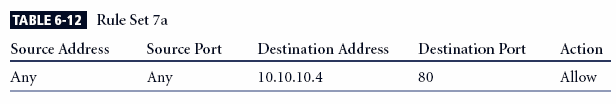 TABLE 6-12 Rule Set 7a
Source Address Source Port Destination Address Destination Port Action
Any Any 10.10.10.4 80 Allow